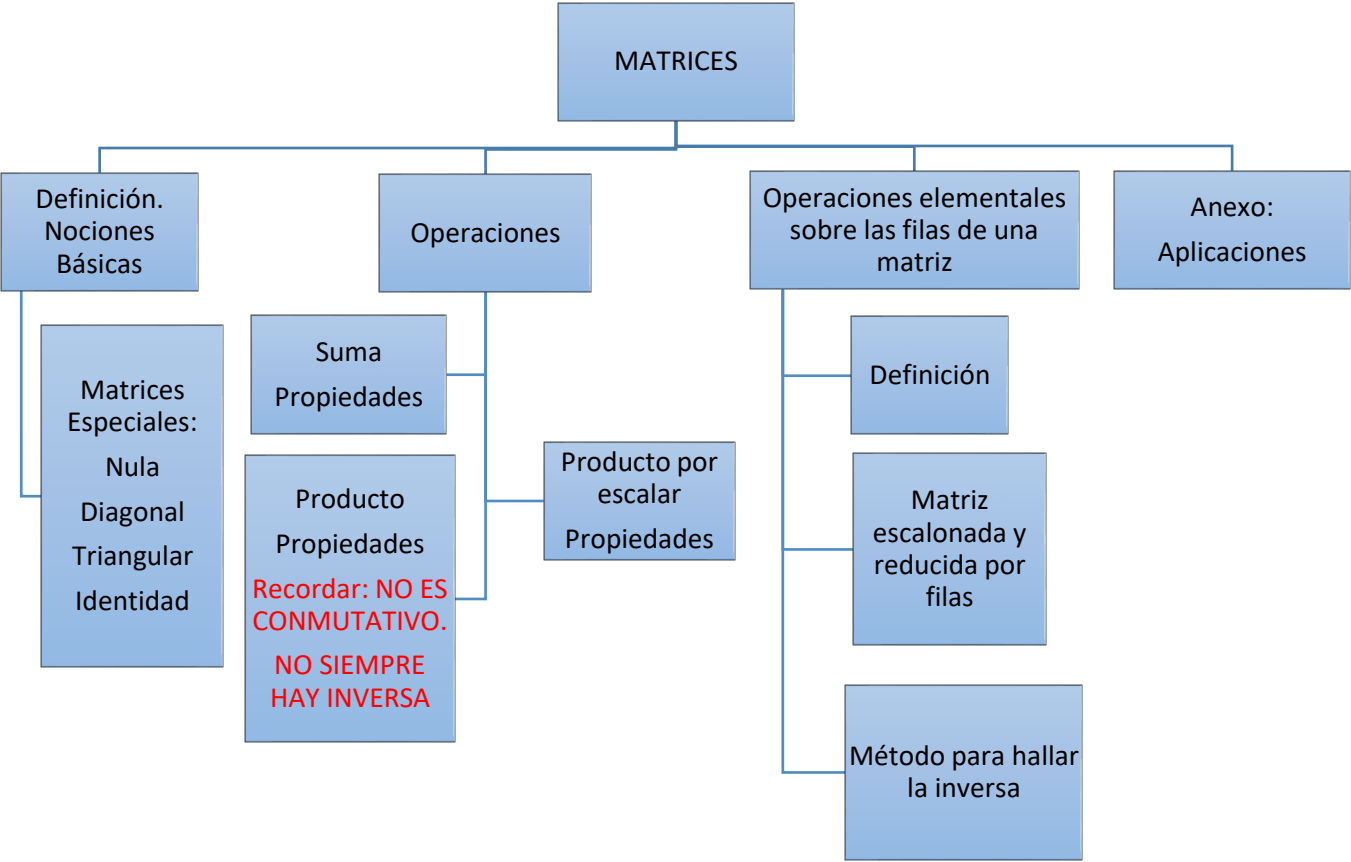 MATRICES
Definición.
Nociones
Básicas
Matrices
Especiales:
Nula
Diagonal
Triangular
Identidad
Operaciones
Suma
Propiedades
Producto
Propiedades
Recordar: NO ES
CONMUTATIVO.
NO SIEMPRE
HAY INVERSA
Producto por
escalar
Propiedades
Operaciones elementales
sobre las filas de una
matriz
Definición
Matriz
escalonada y
reducida por
filas
Método para hallar
la inversa
Anexo:
Aplicaciones